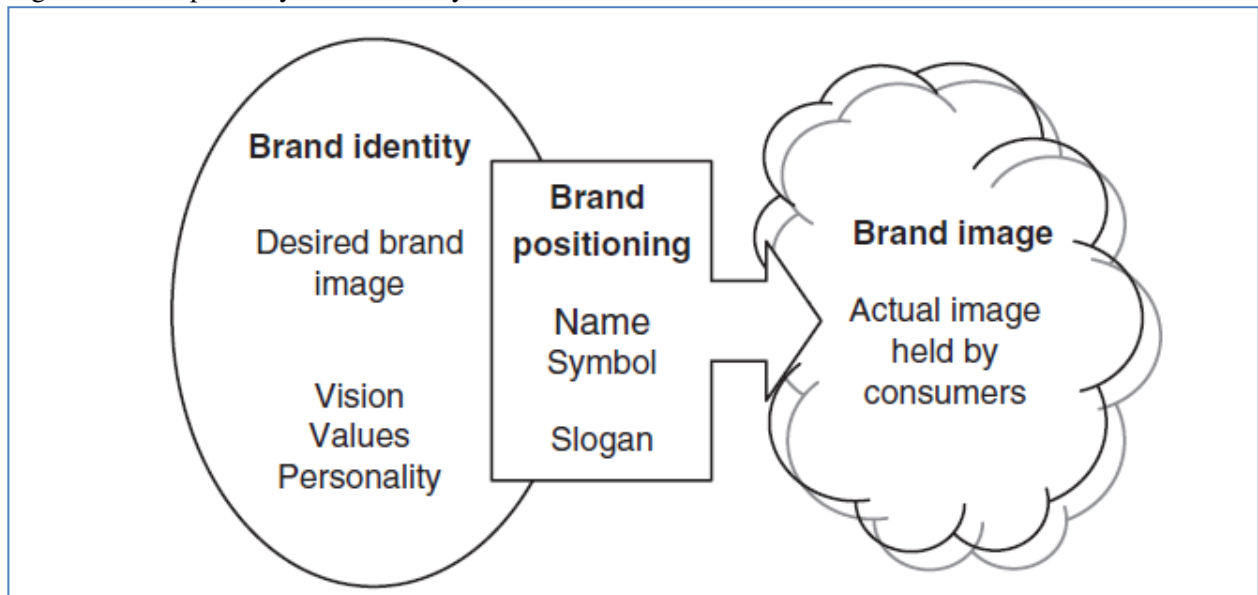 Brand identity
Desired brand
image
Vision
Values
Personality
Brand
positioning
Name
Symbol
Slogan
Brand image
Actual image
held by
consumers